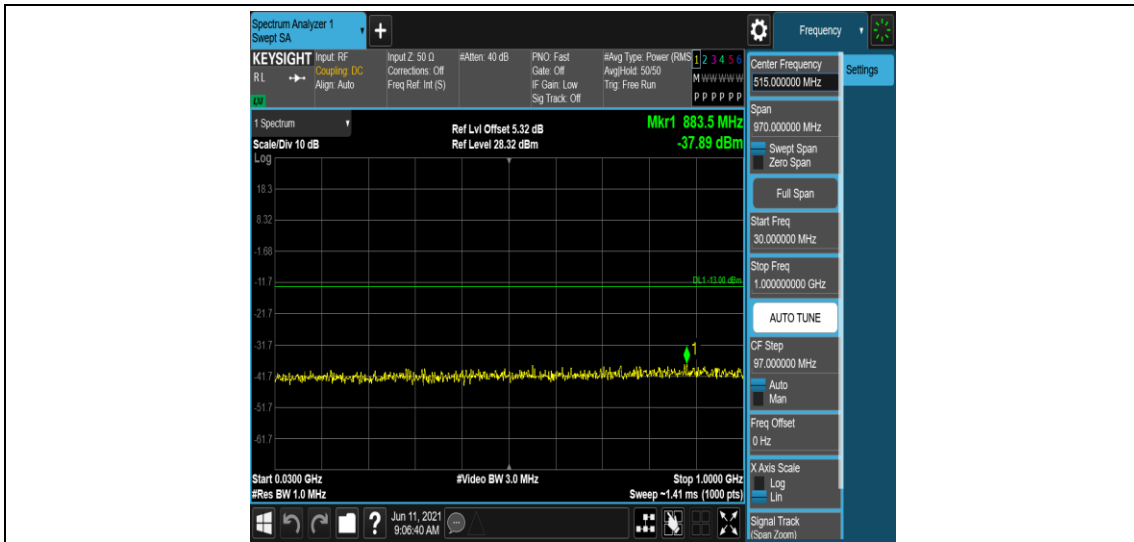 Spectrum Analyzer 1
Swept SA
+
Frequency
KEYSIGHT
RL
LXI
Input: RF
Coupling: DC
Align: Auto
Input Z: 50 Ω
Corrections: Off
Freq Ref: Int (S)
#Atten: 40 dB
PNO: Fast
Gate: Off
IF Gain: Low
Sig Track: Off
#Avg Type: Power (RMS
Avg|Hold: 50/50
Trig: Free Run
1 2 3 4 5 6
M W W W W W
P P P P P P
1 Spectrum
Scale/Div 10 dB
Log
Ref Lvl Offset 5.32 dB
Ref Level 28.32 dBm
Mkr1 883.5 MHz
-37.89 dBm
18.3
8.32
-1.68
-11.7
DL1 -13.00 dBm
-21.7
-31.7
1
-41.7
-51.7
-61.7
Start 0.0300 GHz
#Res BW 1.0 MHz
#Video BW 3.0 MHz
Stop 1.0000 GHz
Sweep ~1.41 ms (1000 pts)
Center Frequency
515.000000 MHz
Settings
Span
970.000000 MHz
Swept Span
Zero Span
Full Span
Start Freq
30.000000 MHz
Stop Freq
1.000000000 GHz
AUTO TUNE
CF Step
97.000000 MHz
Auto
Man
Freq Offset
0 Hz
X Axis Scale
Log
Lin
Signal Track
(Span Zoom)
?
Jun 11, 2021
9:06:40 AM